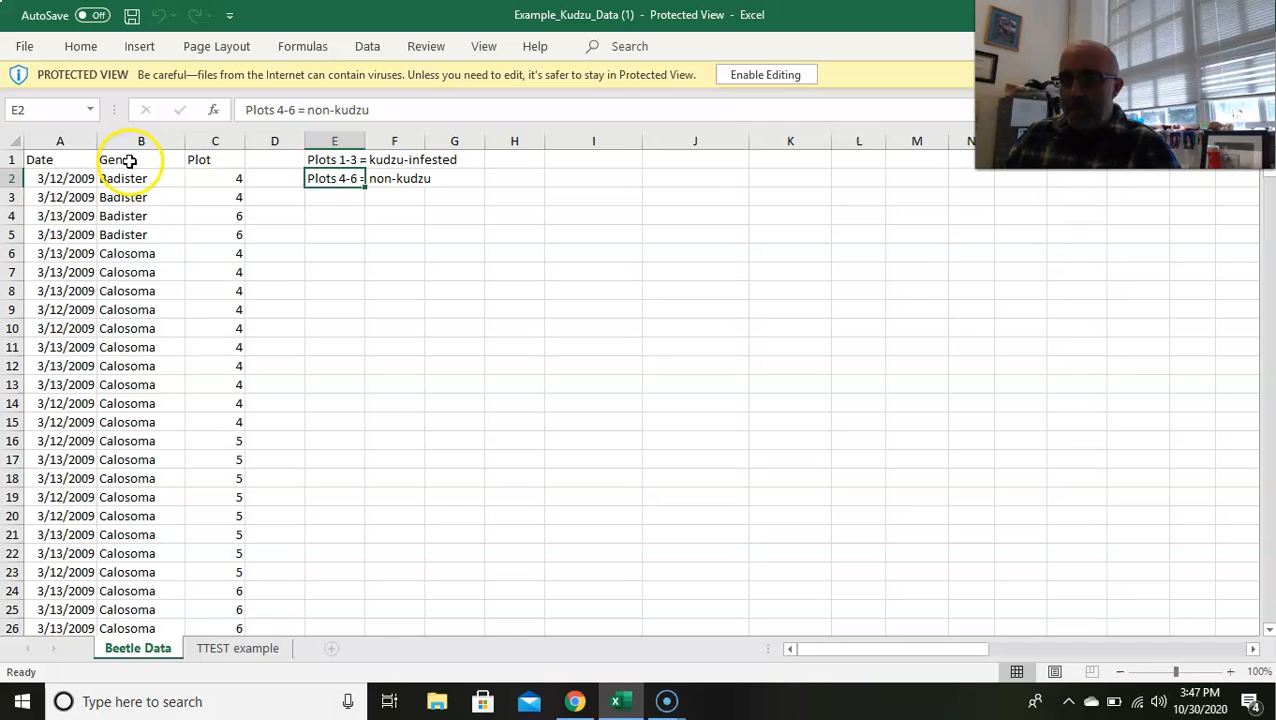 AutoSave Off Example_Kudzu_Data (1) - Protected View - Excel
File Home Insert Page Layout Formulas Data Review View Help Search
PROTECTED VIEW Be careful—files from the Internet can contain viruses. Unless you need to edit, it's safer to stay in Protected View. Enable Editing
E2 fx Plots 4-6 = non-kudzu
A B C D E F G H I J K L M N
1 Date Plot Plots 1-3 = kudzu-infested
2 3/12/2009 Badister 4 Plots 4-6 = non-kudzu
3 3/12/2009 Badister 4
4 3/13/2009 Badister 6
5 3/13/2009 Badister 6
6 3/13/2009 Calosoma 4
7 3/13/2009 Calosoma 4
8 3/13/2009 Calosoma 4
9 3/12/2009 Calosoma 4
10 3/12/2009 Calosoma 4
11 3/13/2009 Calosoma 4
12 3/13/2009 Calosoma 4
13 3/13/2009 Calosoma 4
14 3/12/2009 Calosoma 4
15 3/12/2009 Calosoma 4
16 3/12/2009 Calosoma 5
17 3/13/2009 Calosoma 5
18 3/13/2009 Calosoma 5
19 3/12/2009 Calosoma 5
20 3/12/2009 Calosoma 5
21 3/13/2009 Calosoma 5
22 3/13/2009 Calosoma 5
23 3/12/2009 Calosoma 5
24 3/13/2009 Calosoma 6
25 3/13/2009 Calosoma 6
26 3/13/2009 Calosoma 6
Beetle Data TTEST example
Ready 100%
Type here to search 3:47 PM
10/30/2020 4